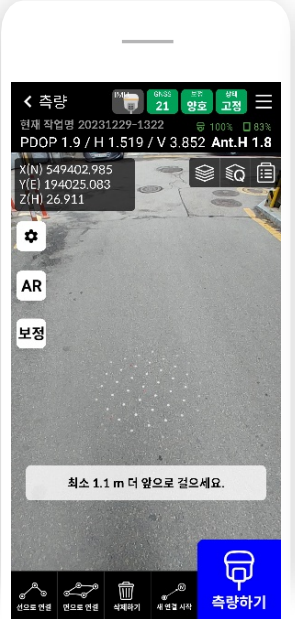 측량
IMU
GNSS
21
보정
양호
상태
고정
현재 작업명 20231229-1322
100%
83%
PDOP 1.9 / H 1.519 / V 3.852 Ant.H 1.8
X(N) 549402.985
Y(E) 194025.083
Z(H) 26.911
AR
보정
최소 1.1 m 더 앞으로 걸으세요.
선으로 연결
면으로 연결
삭제하기
N
새 연결 시작
측량하기